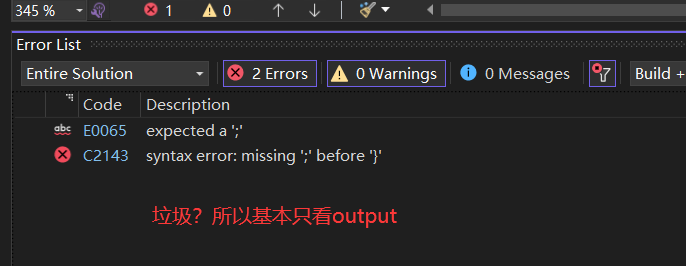 345 %
1
0
Error List
Entire Solution
2 Errors
0 Warnings
0 Messages
Build +
Code
Description
abc
E0065
expected a ';'
C2143
syntax error: missing ';' before '}'
垃圾？所以基本只看output